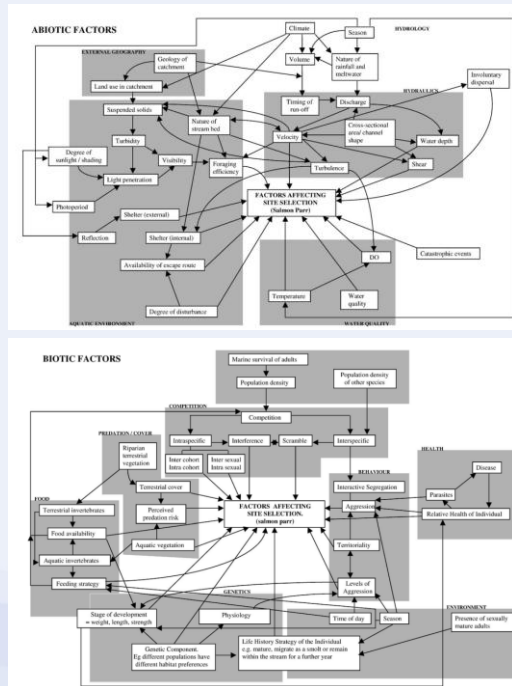 ABIOTIC FACTORS
Climate
Season
HYDROLOGY
EXTERNAL GEOGRAPHY
Geology of
catchment
Volume
Nature of
rainfall and
meltwater
Involuntary
dispersal
Land use in catchment
HYDRAULICS
Suspended solids
Timing of
run-off
Discharge
Nature of
stream bed
Cross-sectional
area/ channel
shape
Velocity
Water depth
Turbidity
Degree of
sunlight / shading
Visibility
Foraging
efficiency
Turbulence
Shear
Light penetration
Photoperiod
FACTORS AFFECTING
SITE SELECTION
(Salmon Parr)
Shelter (external)
Reflection
Shelter (internal)
Availability of escape route
DO
Catastrophic events
Temperature
Water
quality
Degree of disturbance
AQUATIC ENVIRONMENT
WATER QUALITY
BIOTIC FACTORS
Marine survival of adults
Population density
Population density
of other species
COMPETITION
Competition
PREDATION / COVER
Intraspecific
Interference
Scramble
Interspecific
HEALTH
Riparian
terrestrial
vegetation
Inter cohort
Intra cohort
Inter sexual
Intra sexual
BEHAVIOUR
Disease
FOOD
Terrestrial cover
Interactive Segregation
Parasites
Terrestrial invertebrates
Perceived
predation risk
FACTORS AFFECTING
SITE SELECTION.
(salmon parr)
Aggression
Relative Health of Individual
Food availability
Aquatic vegetation
Territoriality
Aquatic invertebrates
Feeding strategy
Levels of
Aggression
GENETICS
Stage of development
= weight, length, strength
Physiology
Time of day
Season
ENVIRONMENT
Genetic Component.
Eg different populations have
different habitat preferences
Life History Strategy of the Individual
e.g. mature, migrate as a smolt or remain
within the stream for a further year
Presence of sexually
mature adults